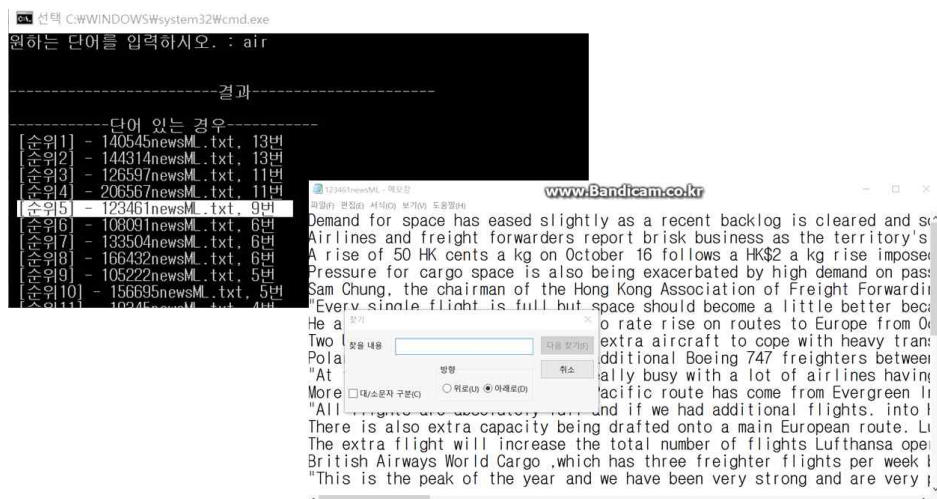 선택 C:₩WINDOWS₩system32₩cmd.exe
원하는 단어를 입력하시오. : air
------------------------결과----------------------
------------단어 있는 경우-----------
[순위1] - 140545newsML.txt, 13번
[순위2] - 144314newsML.txt, 13번
[순위3] - 126597newsML.txt, 11번
[순위4] - 206567newsML.txt, 11번
[순위5] - 123461newsML.txt, 9번
[순위6] - 108091newsML.txt, 6번
[순위7] - 133504newsML.txt, 6번
[순위8] - 166432newsML.txt, 6번
[순위9] - 105222newsML.txt, 5번
[순위10] - 156695newsML.txt, 5번
123461newsML - 메모장
www.Bandicam.co.kr
파일(F) 편집(E) 서식(O) 보기(V) 도움말(H)
Demand for space has eased slightly as a recent backlog is cleared and so
Airlines and freight forwarders report brisk business as the territory's
A rise of 50 HK cents a kg on October 16 follows a HK$2 a kg rise imposed
Pressure for cargo space is also being exacerbated by high demand on pass
Sam Chung, the chairman of the Hong Kong Association of Freight Forwardin
"Every single flight is full but space should become a little better beca
He a
o rate rise on routes to Europe from Oc
Two
extra aircraft to cope with heavy trans
Pola
dditional Boeing 747 freighters between
"At
eally busy with a lot of airlines having
More
acific route has come from Evergreen In
"All flights are absolutely full and if we had additional flights. into H
There is also extra capacity being drafted onto a main European route. Lu
The extra flight will increase the total number of flights Lufthansa oper
British Airways World Cargo ,which has three freighter flights per week b
"This is the peak of the year and we have been very strong and are very p
찾기
찾을 내용
다음 찾기(F)
방향
취소
대/소문자 구분(C)
위로(U) 아래로(D)